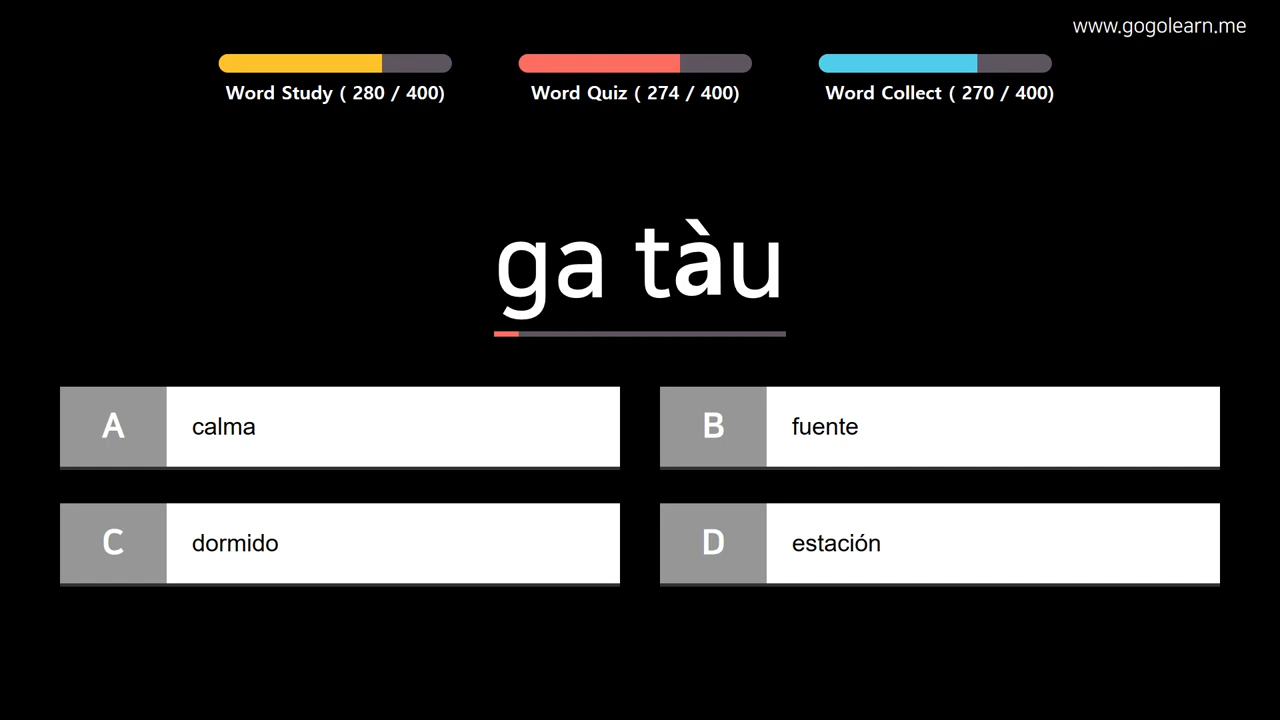 www.gogolearn.me
Word Study ( 280 / 400)
Word Quiz ( 274 / 400)
Word Collect ( 270 / 400)
ga tàu
A calma
B fuente
C dormido
D estación